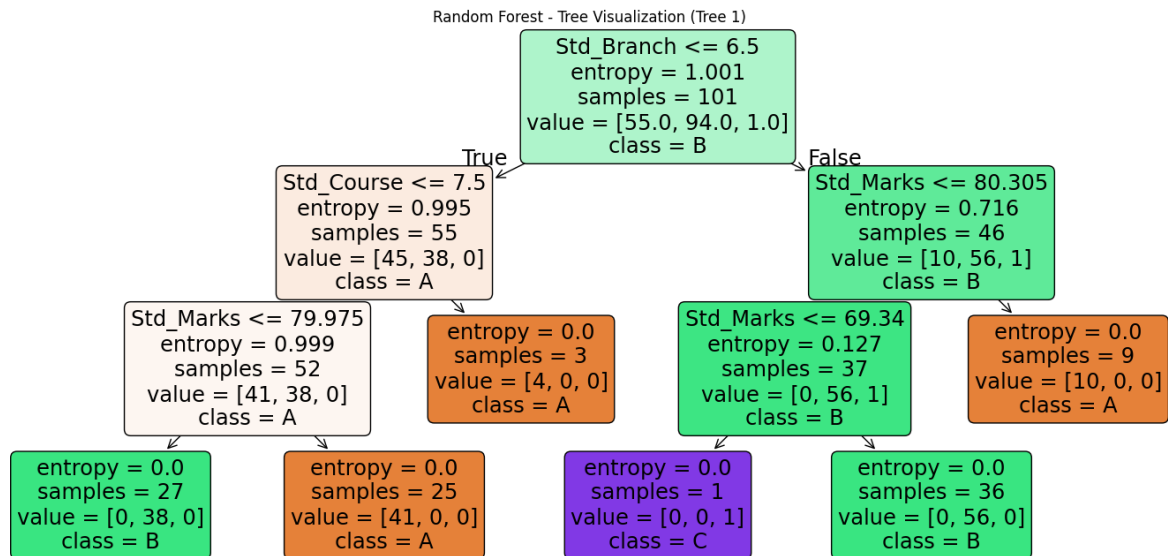 Random Forest - Tree Visualization (Tree 1)
Std_Branch <= 6.5
entropy = 1.001
samples = 101
value = [55.0, 94.0, 1.0]
class = B
True
False
Std_Course <= 7.5
entropy = 0.995
samples = 55
value = [45, 38, 0]
class = A
Std_Marks <= 80.305
entropy = 0.716
samples = 46
value = [10, 56, 1]
class = B
Std_Marks <= 79.975
entropy = 0.999
samples = 52
value = [41, 38, 0]
class = A
entropy = 0.0
samples = 3
value = [4, 0, 0]
class = A
Std_Marks <= 69.34
entropy = 0.127
samples = 37
value = [0, 56, 1]
class = B
entropy = 0.0
samples = 9
value = [10, 0, 0]
class = A
entropy = 0.0
samples = 27
value = [0, 38, 0]
class = B
entropy = 0.0
samples = 25
value = [41, 0, 0]
class = A
entropy = 0.0
samples = 1
value = [0, 0, 1]
class = C
entropy = 0.0
samples = 36
value = [0, 56, 0]
class = B